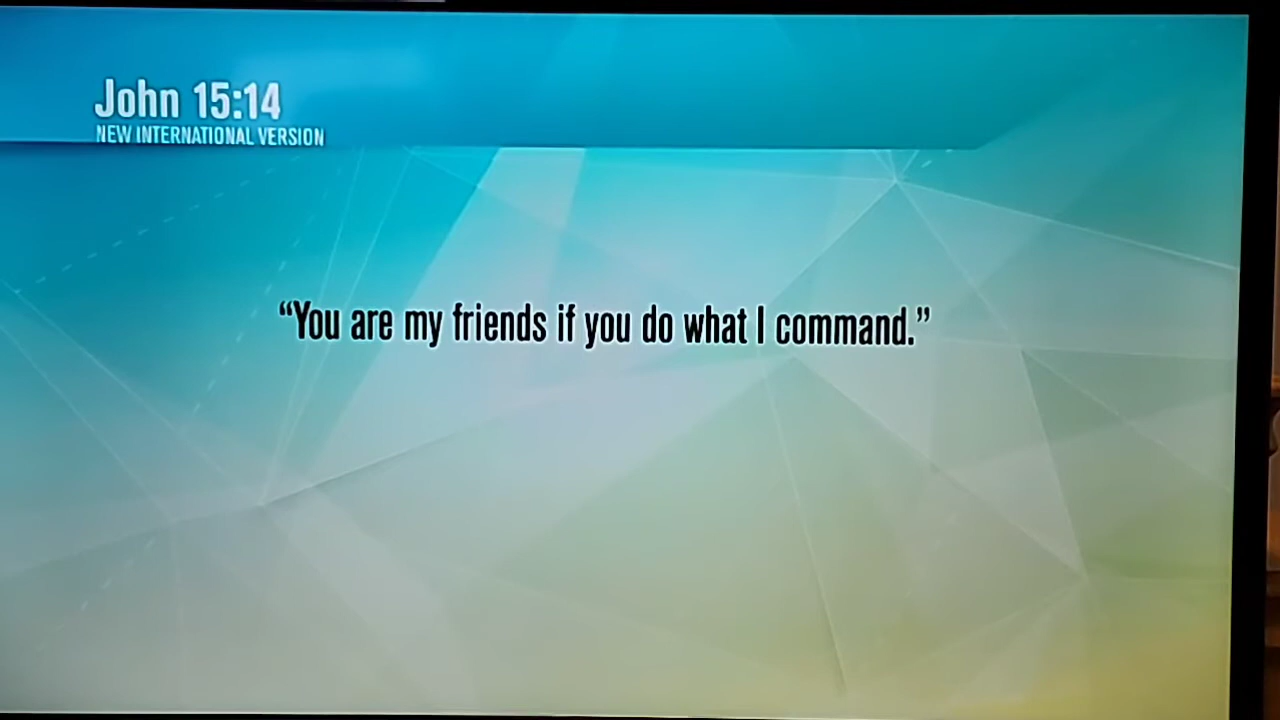 John 15:14
NEW INTERNATIONAL VERSION
“You are my friends if you do what I command.”